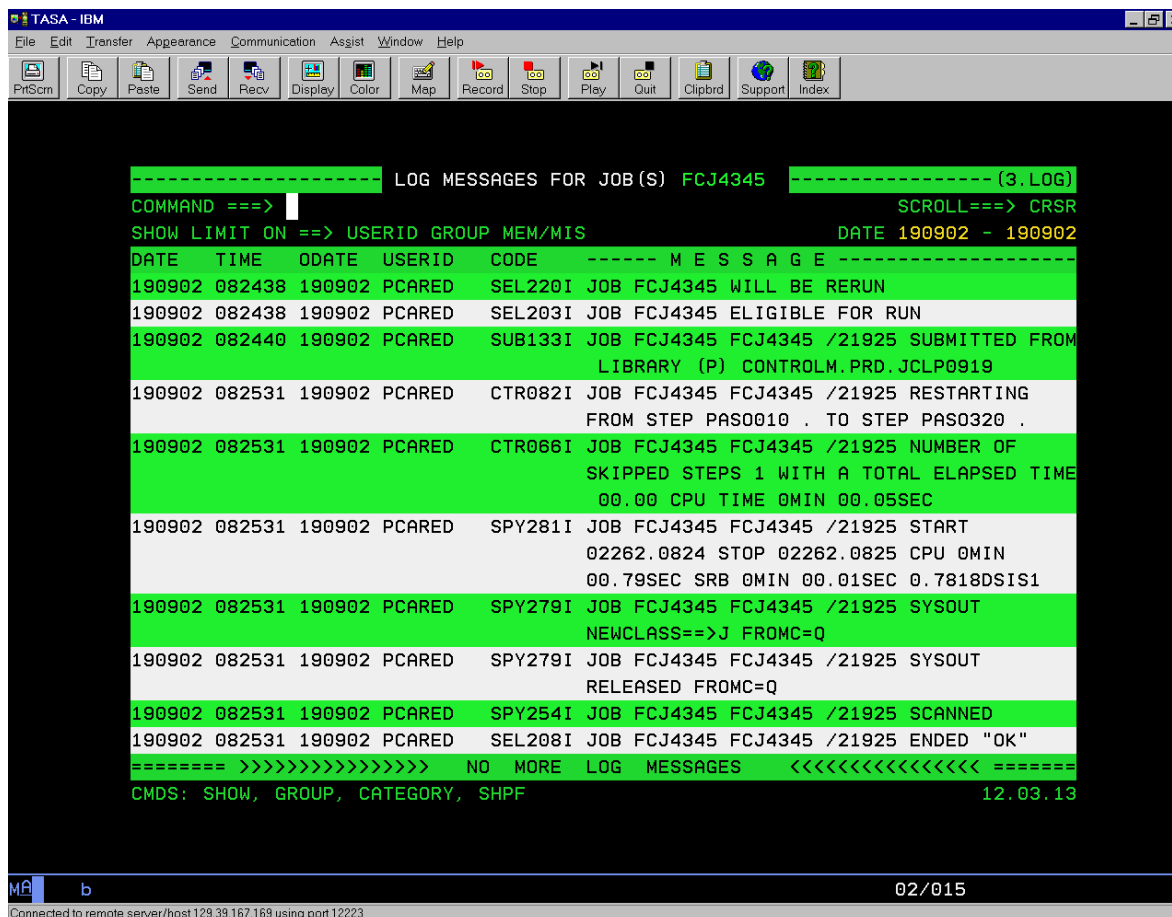 TASA - IBM
File Edit Transfer Appearance Communication Assist Window Help
PrtScrn Copy Paste Send Recv Display Color Map Record Stop Play Quit Clipbrd Support Index
---------------------- LOG MESSAGES FOR JOB(S) FCJ4345 -----------------(3.LOG)
COMMAND ===> SCROLL===> CRSR
SHOW LIMIT ON ==> USERID GROUP MEM/MIS DATE 190902 - 190902
DATE TIME ODATE USERID CODE ------ M E S S A G E --------------------
190902 082438 190902 PCARED SEL220I JOB FCJ4345 WILL BE RERUN
190902 082438 190902 PCARED SEL203I JOB FCJ4345 ELIGIBLE FOR RUN
190902 082440 190902 PCARED SUB133I JOB FCJ4345 FCJ4345 /21925 SUBMITTED FROM
LIBRARY (P) CONTROLM.PRD.JCLP0919
190902 082531 190902 PCARED CTR082I JOB FCJ4345 FCJ4345 /21925 RESTARTING
FROM STEP PASO010 . TO STEP PASO320 .
190902 082531 190902 PCARED CTR066I JOB FCJ4345 FCJ4345 /21925 NUMBER OF
SKIPPED STEPS 1 WITH A TOTAL ELAPSED TIME
00.00 CPU TIME 0MIN 00.05SEC
190902 082531 190902 PCARED SPY281I JOB FCJ4345 FCJ4345 /21925 START
02262.0824 STOP 02262.0825 CPU 0MIN
00.79SEC SRB 0MIN 00.01SEC 0.7818DSIS1
190902 082531 190902 PCARED SPY279I JOB FCJ4345 FCJ4345 /21925 SYSOUT
NEWCLASS==>J FROMC=Q
190902 082531 190902 PCARED SPY279I JOB FCJ4345 FCJ4345 /21925 SYSOUT
RELEASED FROMC=Q
190902 082531 190902 PCARED SPY254I JOB FCJ4345 FCJ4345 /21925 SCANNED
190902 082531 190902 PCARED SEL208I JOB FCJ4345 FCJ4345 /21925 ENDED "OK"
======== >>>>>>>>>>>>>>>> NO MORE LOG MESSAGES <<<<<<<<<<<<<<<< =======
CMDS: SHOW, GROUP, CATEGORY, SHPF 12.03.13
MA b 02/015
Connected to remote server/host 129.39.167.169 using port 12223